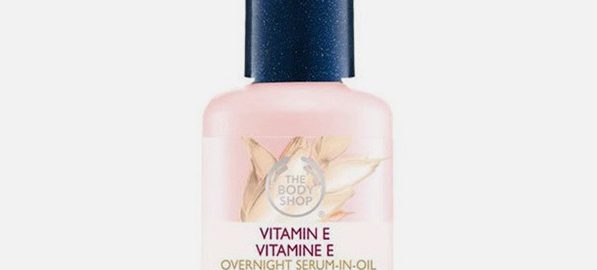 THE
BODY
SHOP
®
VITAMIN E
VITAMINE E
OVERNIGHT SERUM-IN-OIL